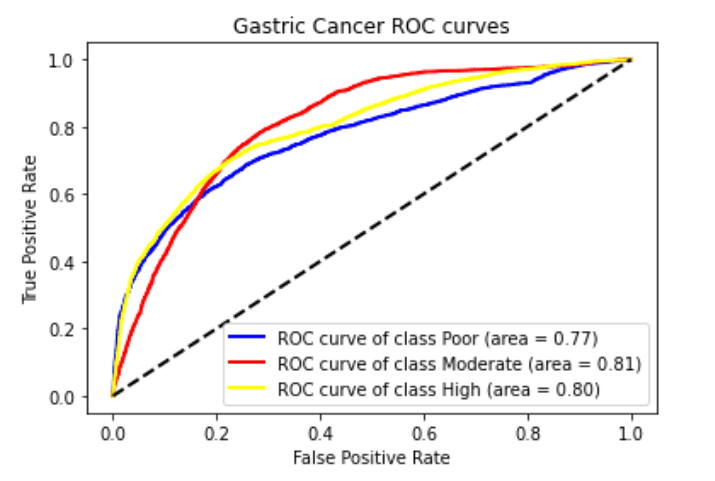 Gastric Cancer ROC curves
1.0
0.8
0.6
0.4
0.2
0.0
True Positive Rate
ROC curve of class Poor (area = 0.77)
ROC curve of class Moderate (area = 0.81)
ROC curve of class High (area = 0.80)
0.0 0.2 0.4 0.6 0.8 1.0
False Positive Rate